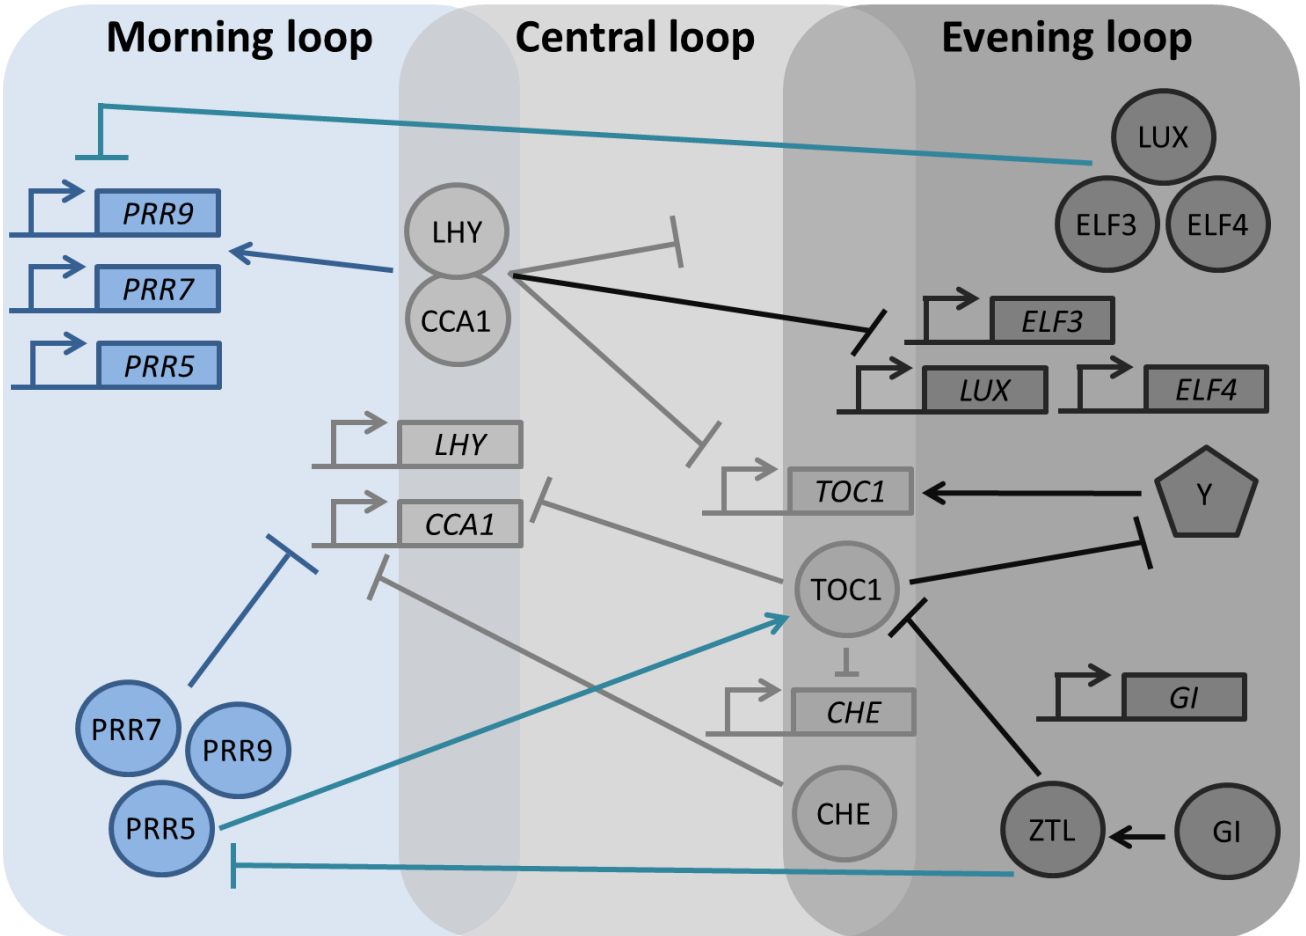 Morning loop
Central loop
Evening loop
LUX
ELF3
ELF4
PRR9
PRR7
PRR5
LHY
CCA1
ELF3
LUX
ELF4
LHY
CCA1
TOC1
Y
TOC1
GI
CHE
PRR7
PRR9
PRR5
CHE
ZTL
GI